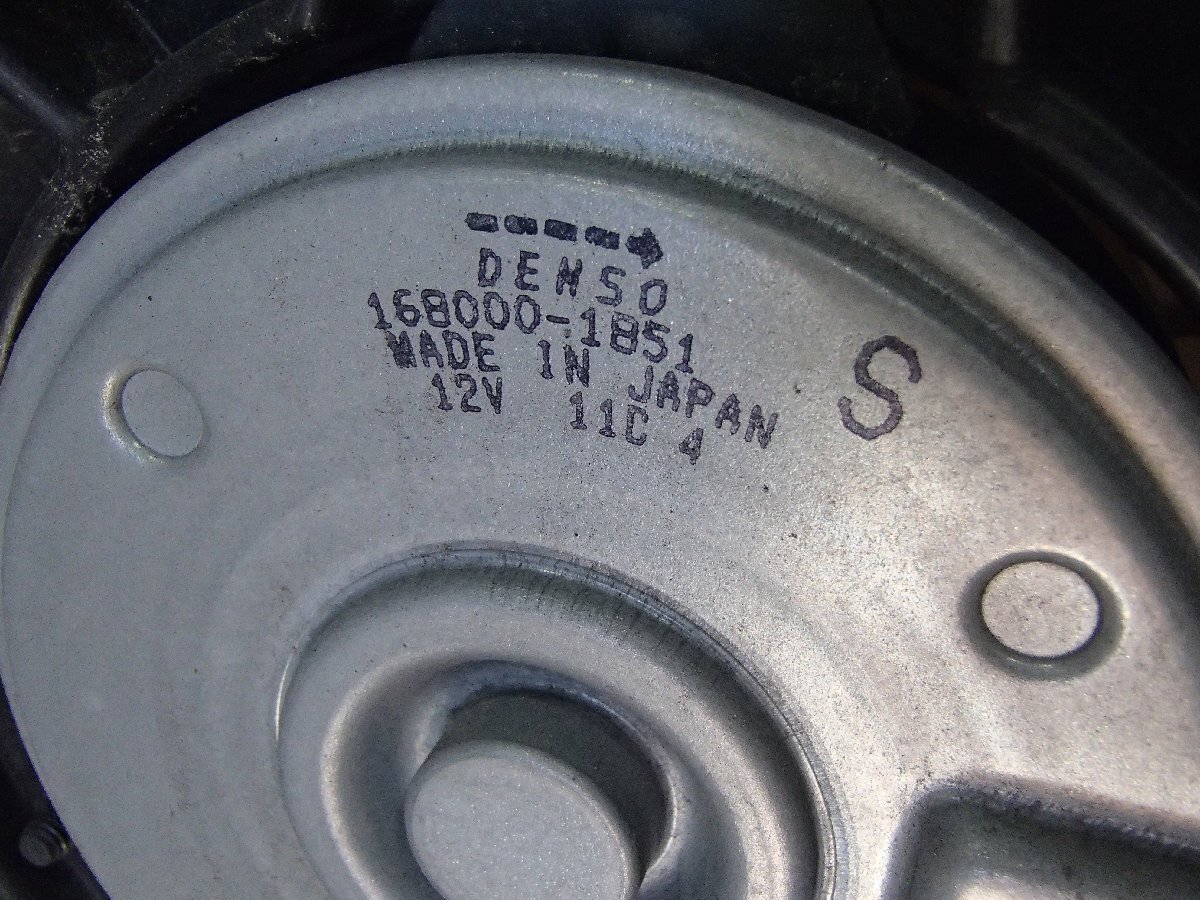 DENSO
168000-1851
MADE IN JAPAN
12V 11C 4
S